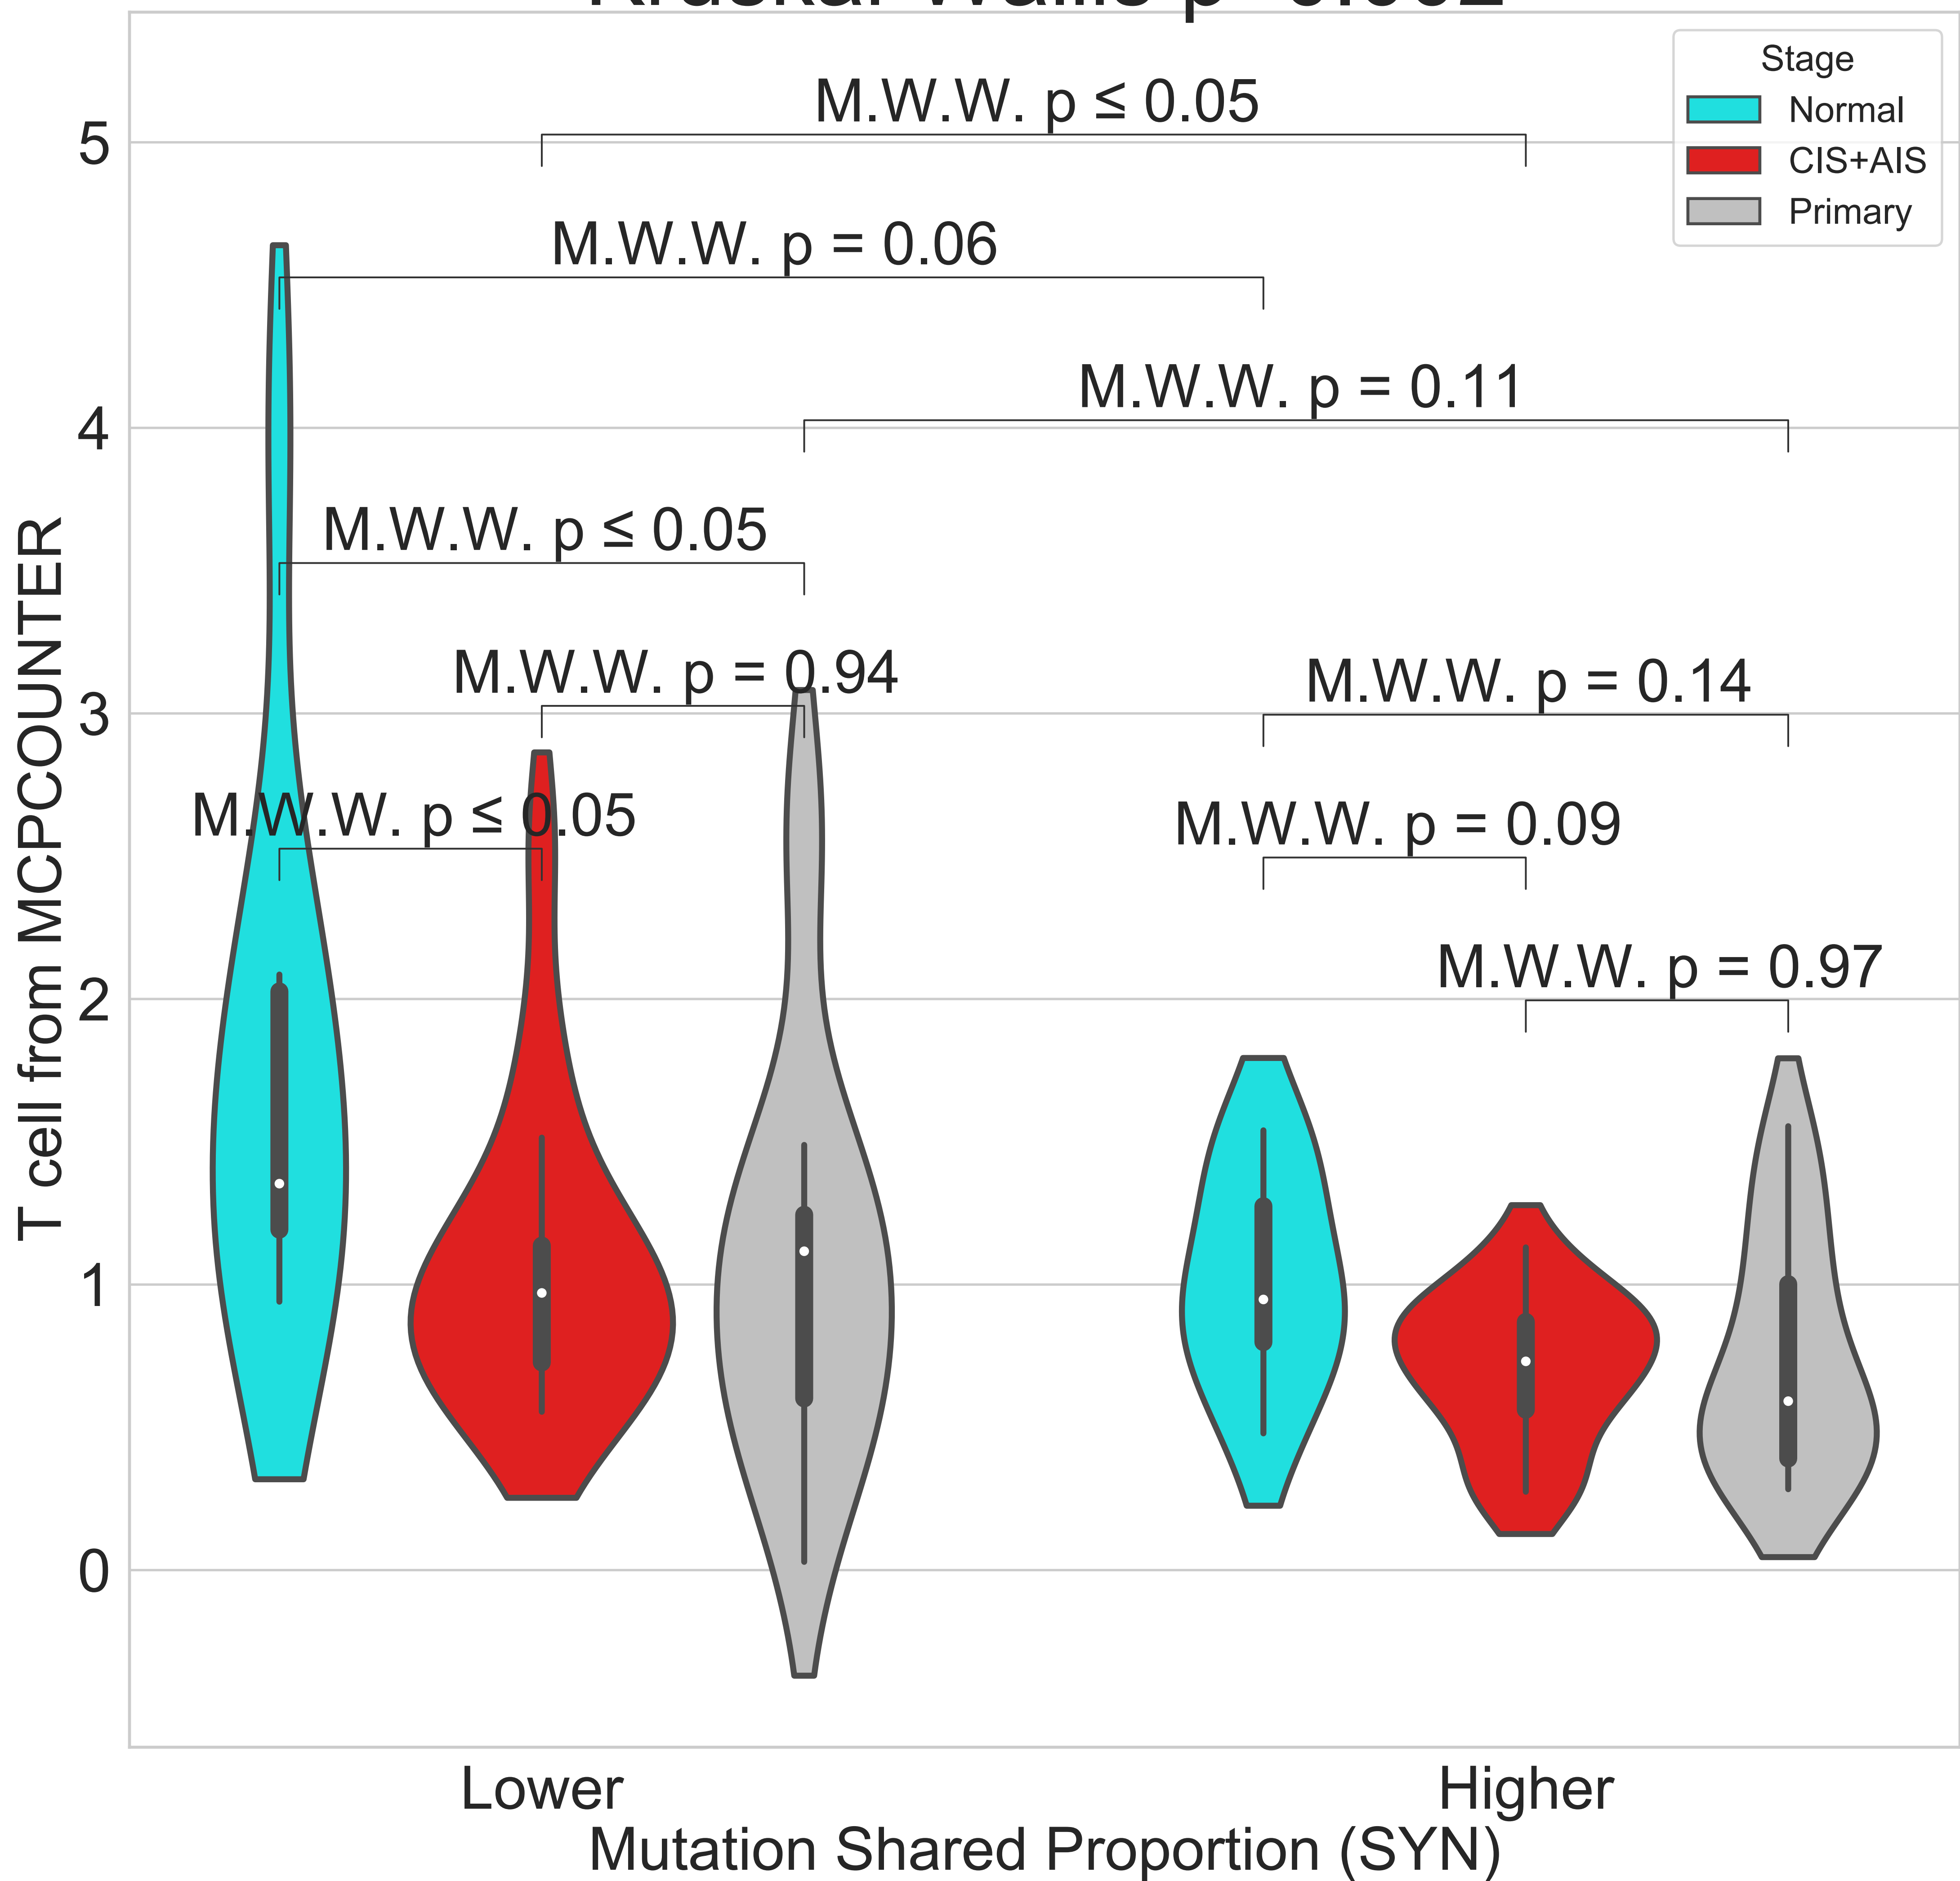 Stage
Normal
CIS+AIS
Primary
M.W.W. p ≤ 0.05
M.W.W. p = 0.06
M.W.W. p = 0.11
M.W.W. p ≤ 0.05
M.W.W. p = 0.94
M.W.W. p = 0.14
M.W.W. p ≤ 0.05
M.W.W. p = 0.09
M.W.W. p = 0.97
5
4
3
2
1
0
T cell from MCPCOUNTER
Lower
Higher
Mutation Shared Proportion (SYN)